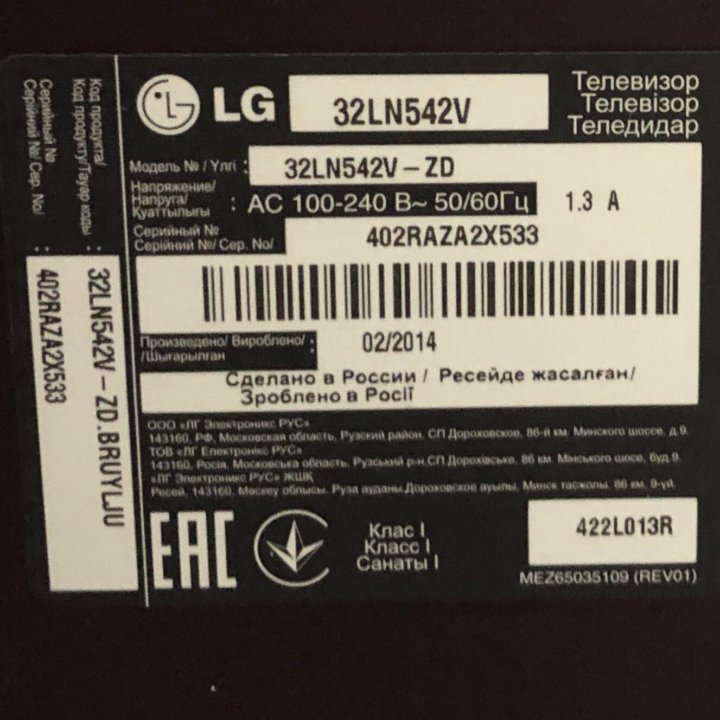 Код продукта/
Код продукту/Тауар коды :
Серийный №
Серійний №/ Сер. No/ :
32LN542V – ZD.BRUYLJU
402RAZA2X533
LG
32LN542V
Телевизор
Телевізор
Теледидар
Модель № / Үлгі : 32LN542V – ZD
Напряжение/
Напруга/
Қуаттылығы : AC 100-240 В~ 50/60Гц 1.3 A
Серийный №
Серійний №/ Сер. No/ 402RAZA2X533
Произведено/ Вироблено/
/Шығарылған : 02/2014
Сделано в России / Ресейде жасалған/
Зроблено в Росії
ООО «ЛГ Электроникс РУС»
143160, РФ, Московская область, Рузский район, СП Дороховское, 86-й км. Минского шоссе, д.9.
ТОВ «ЛГ Електронікс РУС»
143160, Росія, Московська область, Рузський р-н.СП Дорохівське, 86 км. Мінського шосе, буд.9.
«ЛГ Электроникс РУС» ЖШҚ
Ресей, 143160, Мәскеу облысы, Руза ауданы,Дороховское ауылы, Минск тасжолы, 86 км, 9-үй.
EAC
Клас I
Класс I
Санаты I
422L013R
MEZ65035109 (REV01)